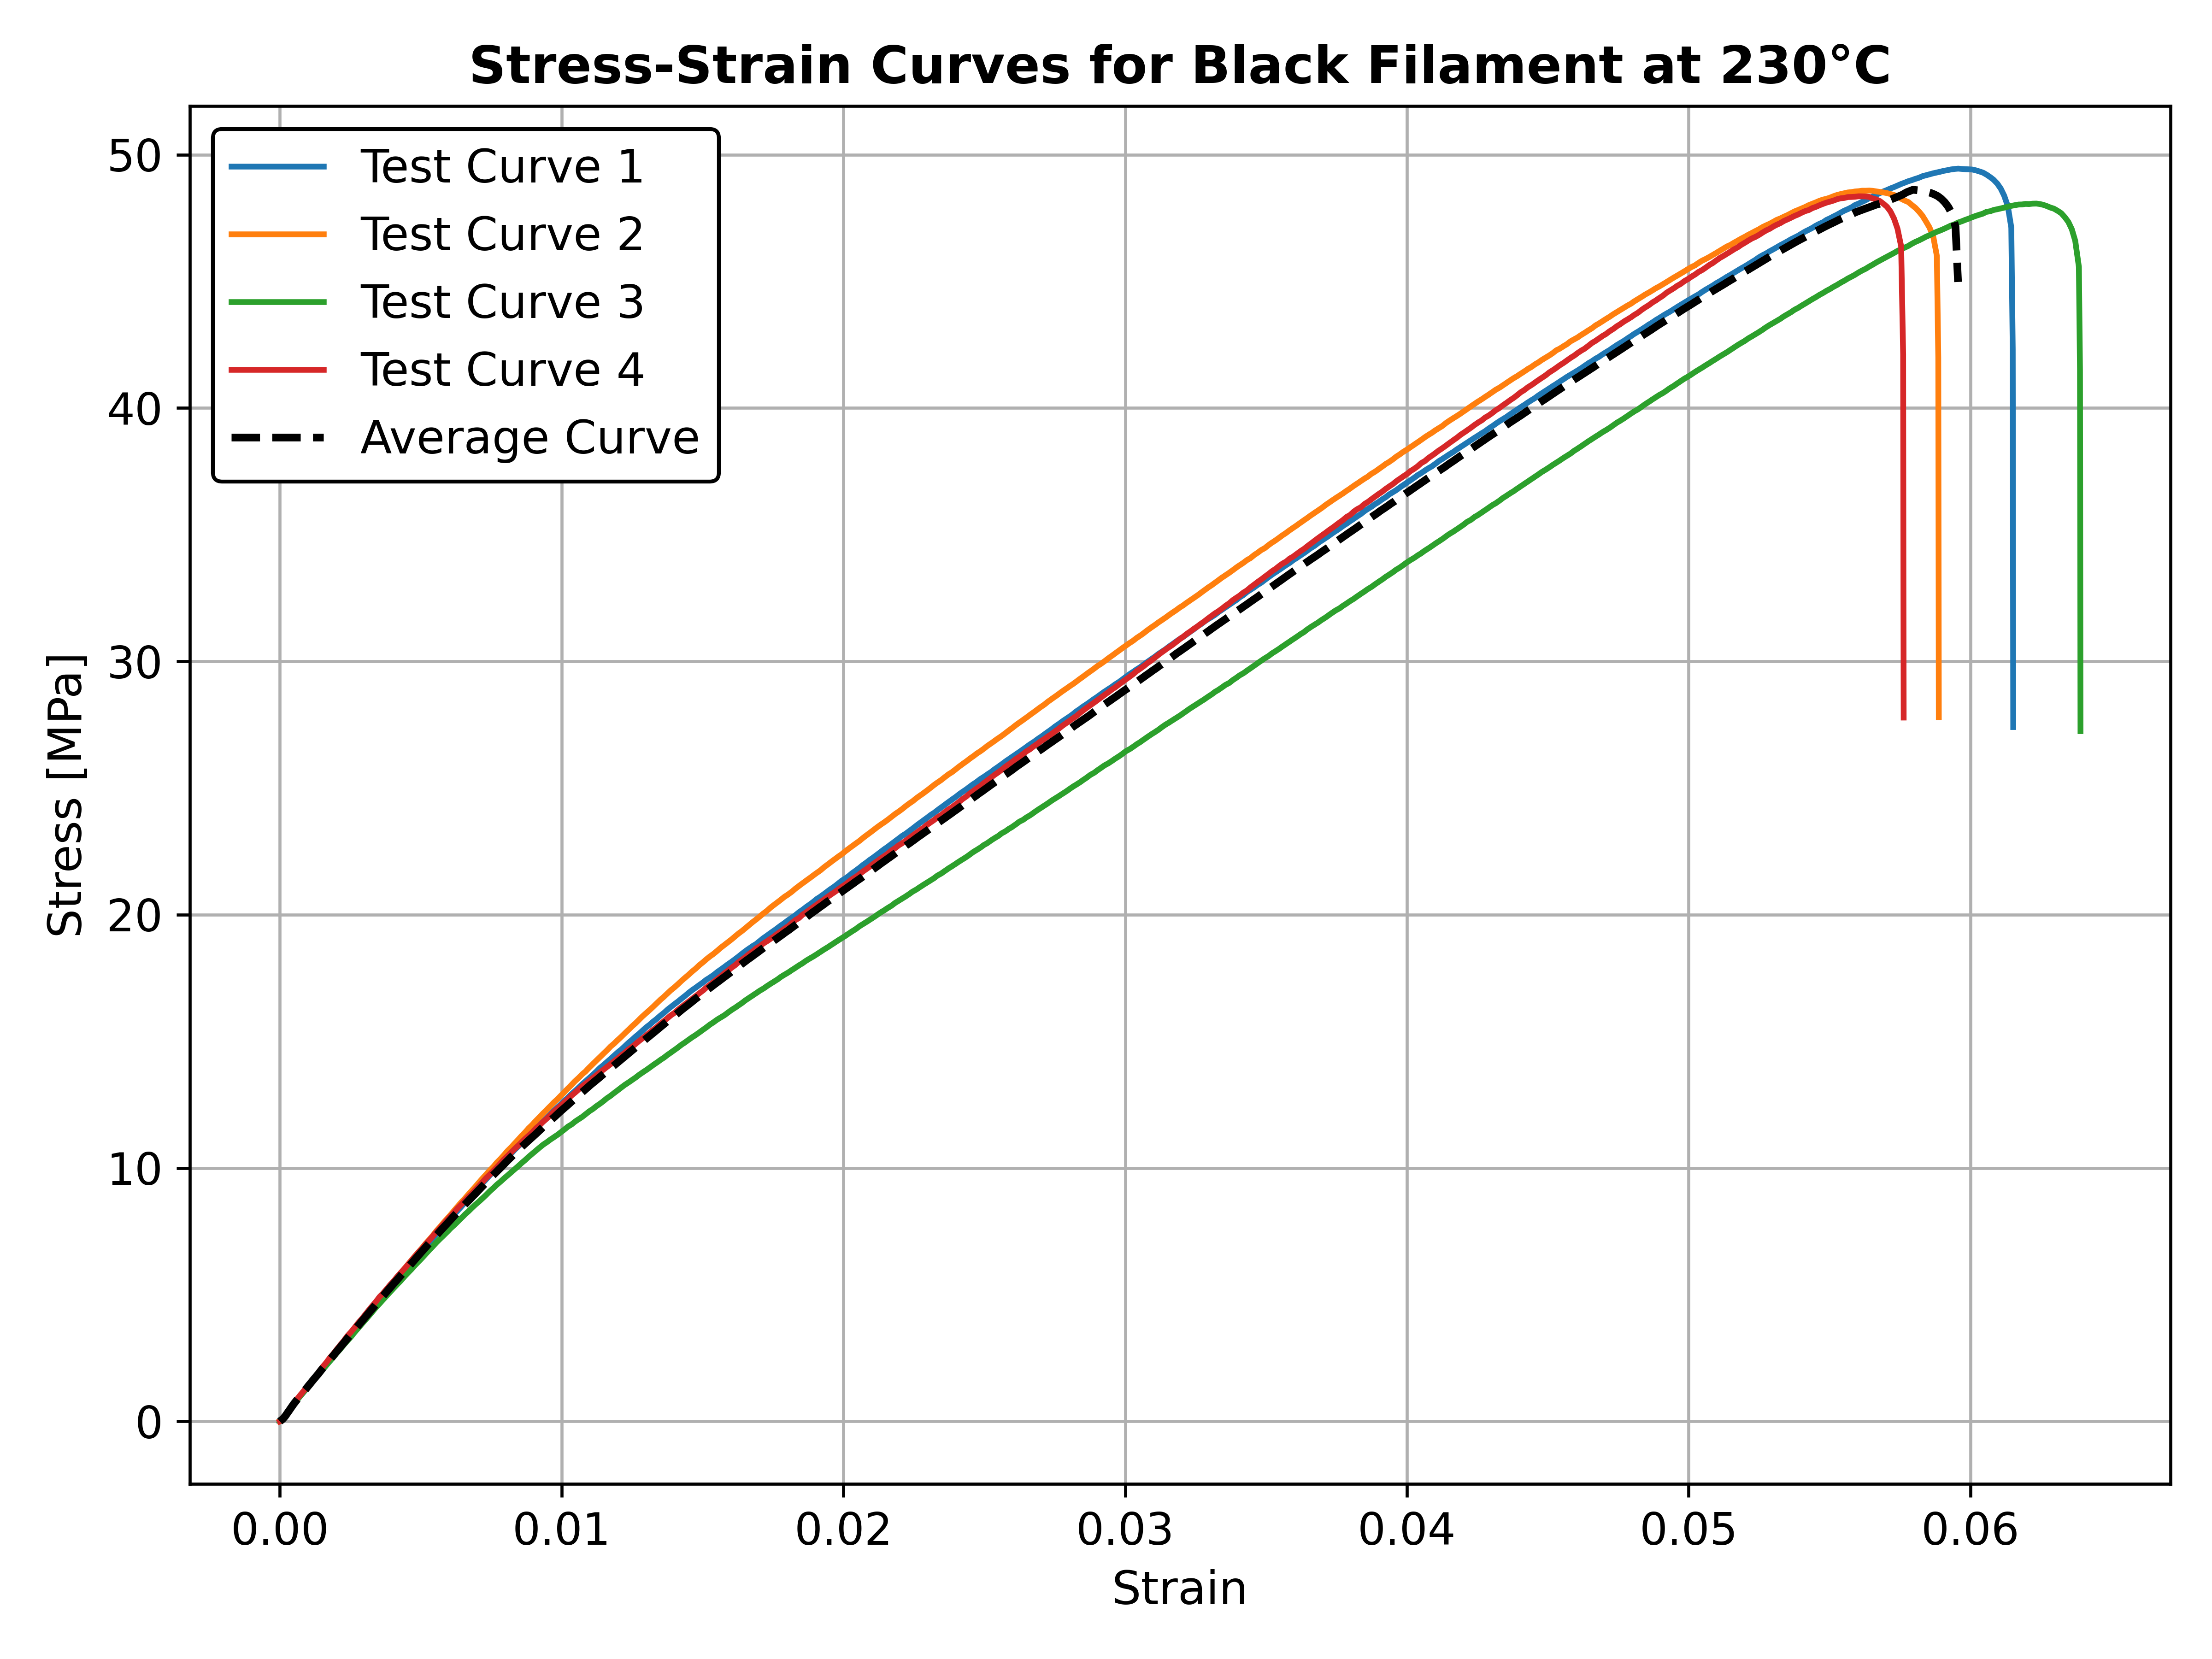 Stress-Strain Curves for Black Filament at 230°C
Test Curve 1
Test Curve 2
Test Curve 3
Test Curve 4
Average Curve
Stress [MPa]
50
40
30
20
10
0
0.00 0.01 0.02 0.03 0.04 0.05 0.06
Strain